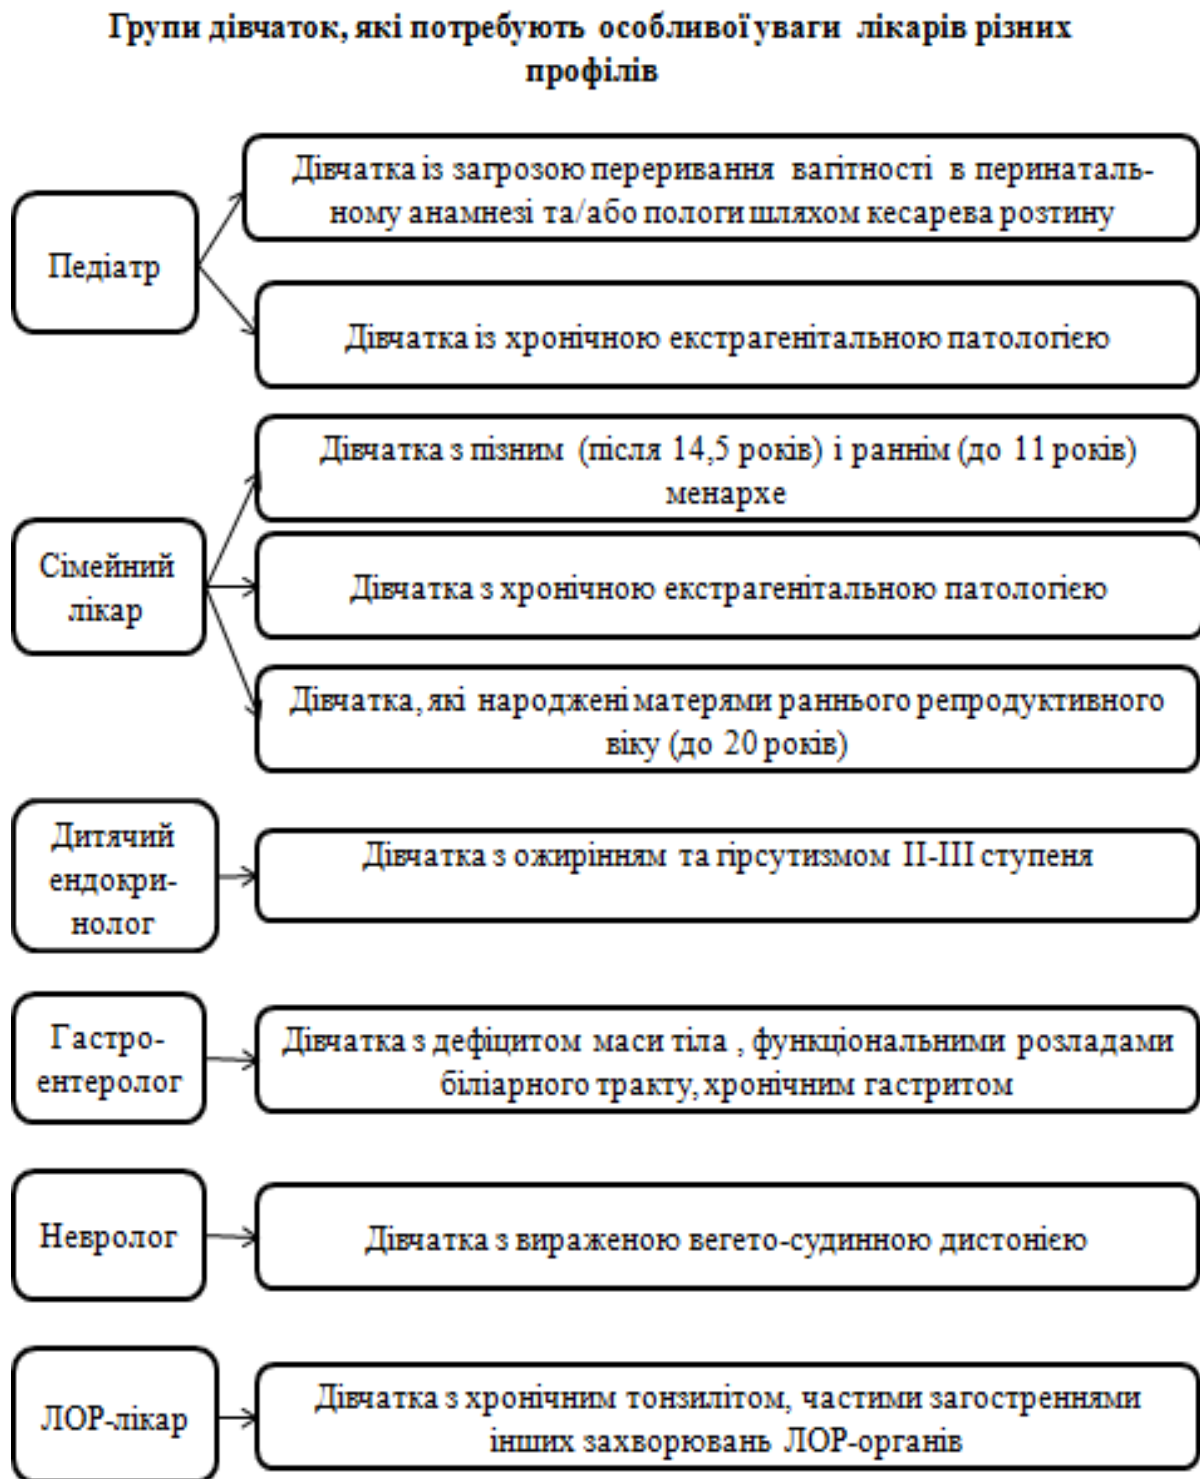 Групи дівчаток, які потребують особливої уваги лікарів різних
профілів
Педіатр
Дівчатка із загрозою переривання вагітності в перинаталь-
ному анамнезі та/або пологи шляхом кесарева розтину
Дівчатка із хронічною екстрагенітальною патологією
Сімейний
лікар
Дівчатка з пізним (після 14,5 років) і раннім (до 11 років)
менархе
Дівчатка з хронічною екстрагенітальною патологією
Дівчатка, які народжені матерями раннього репродуктивного
віку (до 20 років)
Дитячий
ендокри-
нолог
Дівчатка з ожирінням та гірсутизмом II-III ступеня
Гастро-
ентеролог
Дівчатка з дефіцитом маси тіла , функціональними розладами
біліарного тракту, хронічним гастритом
Невролог
Дівчатка з вираженою вегето-судинною дистонією
ЛОР-лікар
Дівчатка з хронічним тонзилітом, частими загостреннями
інших захворювань ЛОР-органів